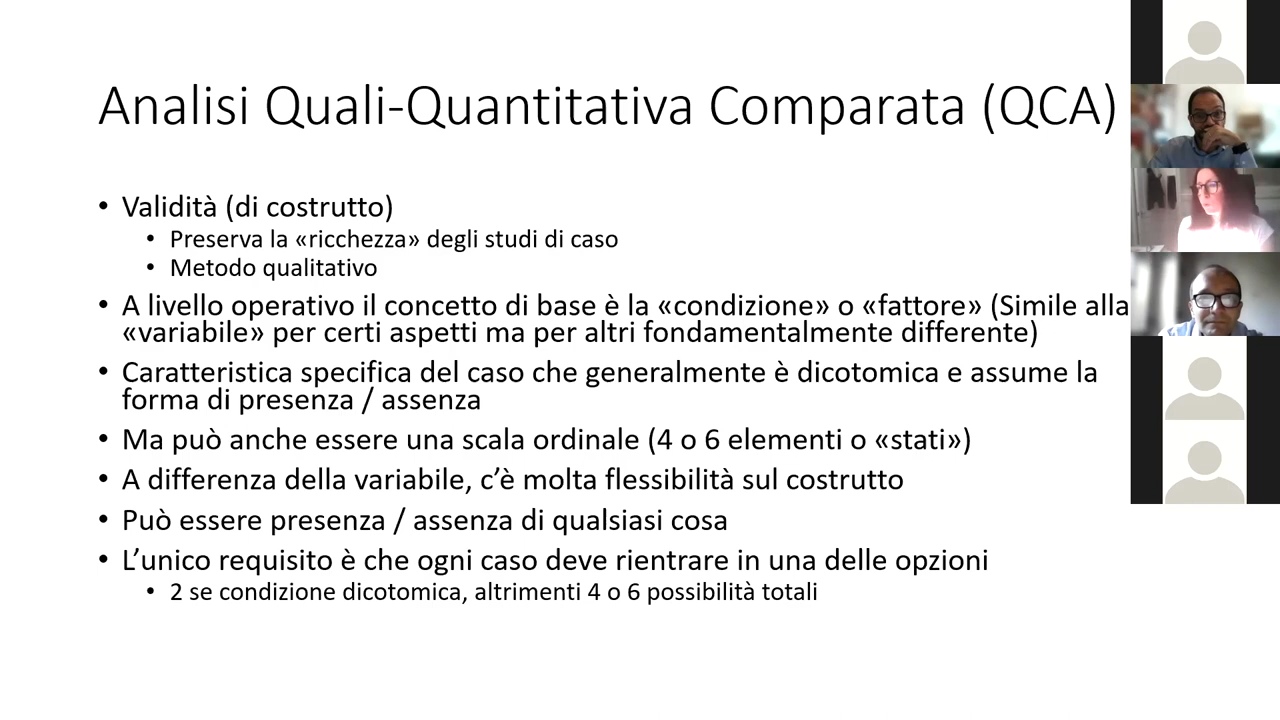 Analisi Quali-Quantitativa Comparata (QCA)
• Validità (di costrutto)
• Preserva la «ricchezza» degli studi di caso
• Metodo qualitativo
• A livello operativo il concetto di base è la «condizione» o «fattore» (Simile alla
«variabile» per certi aspetti ma per altri fondamentalmente differente)
• Caratteristica specifica del caso che generalmente è dicotomica e assume la
forma di presenza / assenza
• Ma può anche essere una scala ordinale (4 o 6 elementi o «stati»)
• A differenza della variabile, c’è molta flessibilità sul costrutto
• Può essere presenza / assenza di qualsiasi cosa
• L’unico requisito è che ogni caso deve rientrare in una delle opzioni
• 2 se condizione dicotomica, altrimenti 4 o 6 possibilità totali